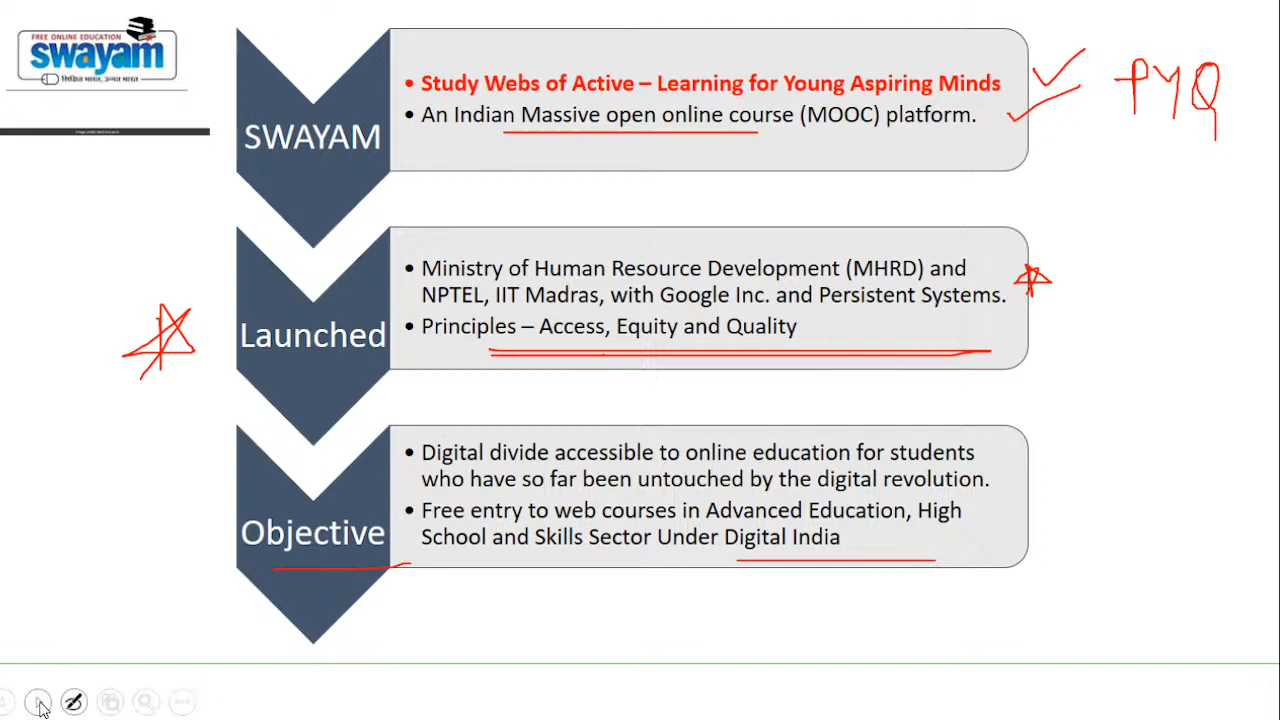 FREE ONLINE EDUCATION
swayam
शिक्षित भारत, उन्नत भारत
SWAYAM
• Study Webs of Active – Learning for Young Aspiring Minds
• An Indian Massive open online course (MOOC) platform.
PYQ
Launched
• Ministry of Human Resource Development (MHRD) and
NPTEL, IIT Madras, with Google Inc. and Persistent Systems.
• Principles – Access, Equity and Quality
Objective
• Digital divide accessible to online education for students
who have so far been untouched by the digital revolution.
• Free entry to web courses in Advanced Education, High
School and Skills Sector Under Digital India